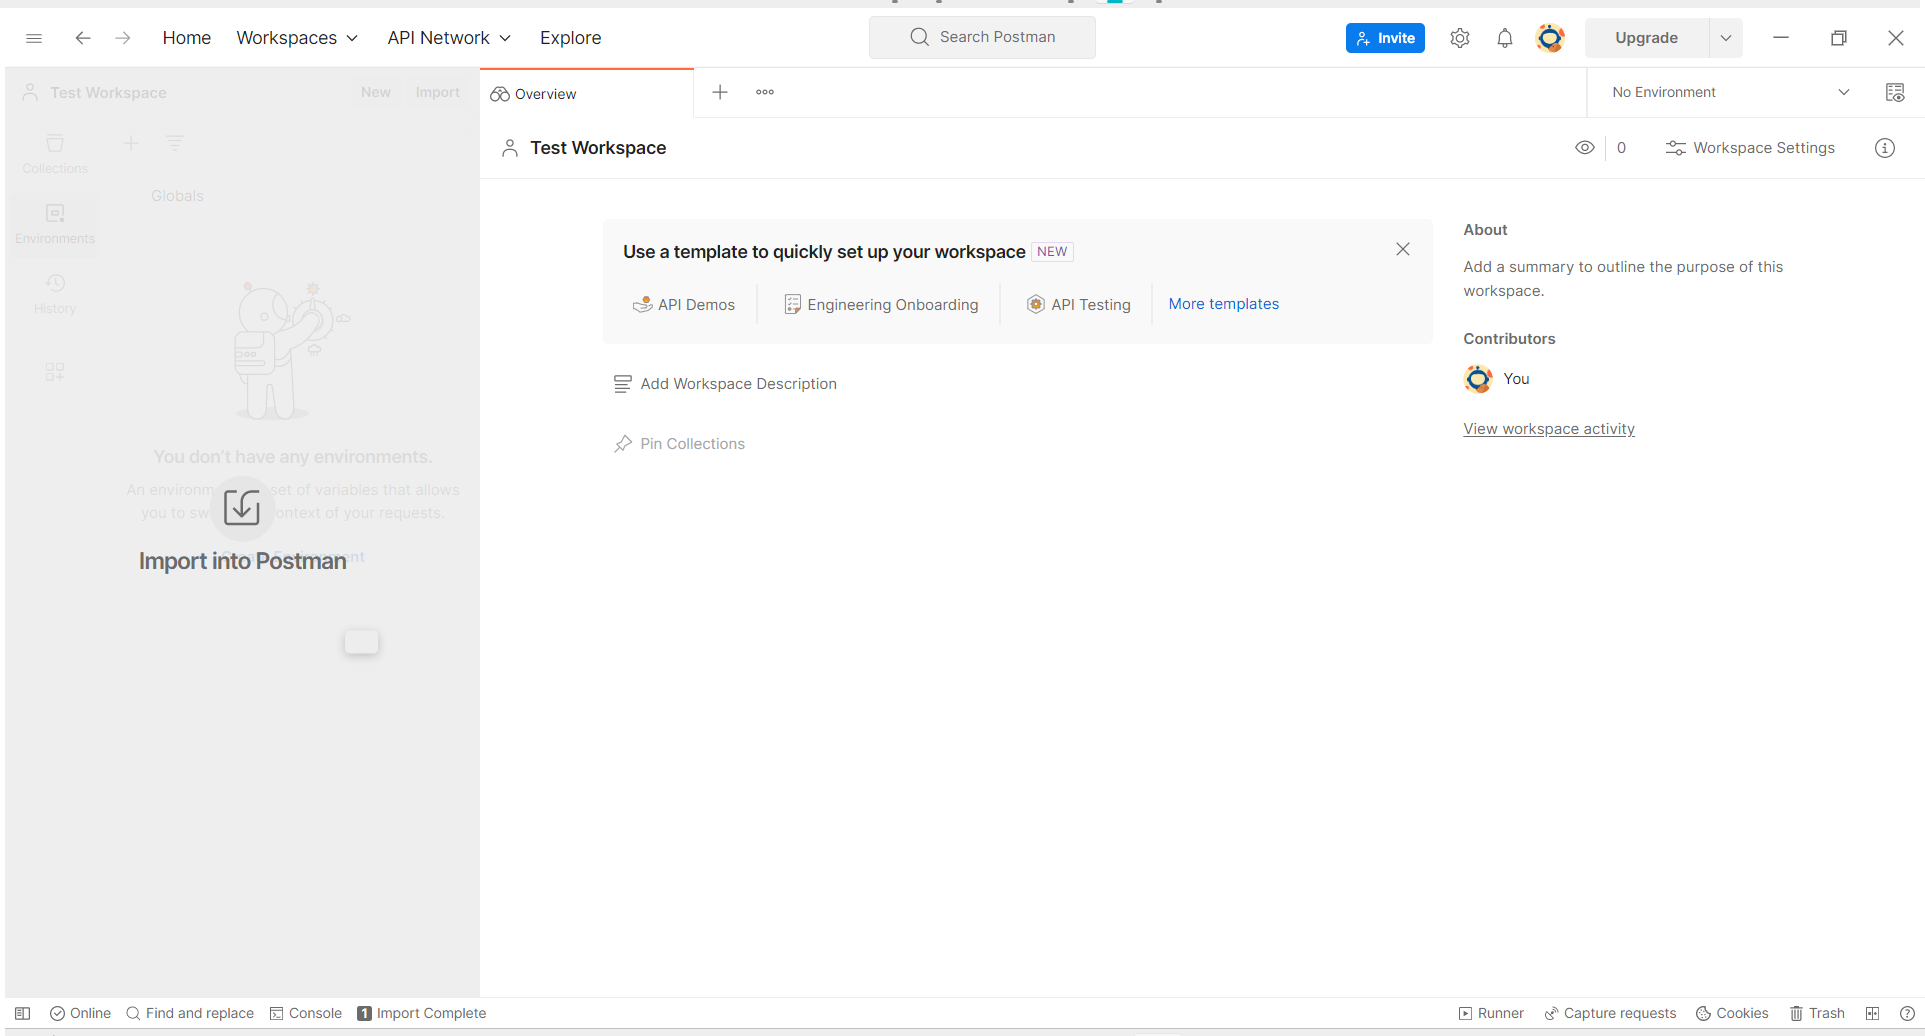 Home Workspaces API Network Explore Search Postman Invite Upgrade
Test Workspace New Import
Overview
No Environment
Collections
Globals
Environments
History
You don't have any environments.
An environm set of variables that allows
you to sw ontext of your requests.
Import into Postman
Test Workspace
0 Workspace Settings
Use a template to quickly set up your workspace NEW
API Demos Engineering Onboarding API Testing More templates
Add Workspace Description
Pin Collections
About
Add a summary to outline the purpose of this
workspace.
Contributors
You
View workspace activity
Online Find and replace Console 1 Import Complete
Runner Capture requests Cookies Trash